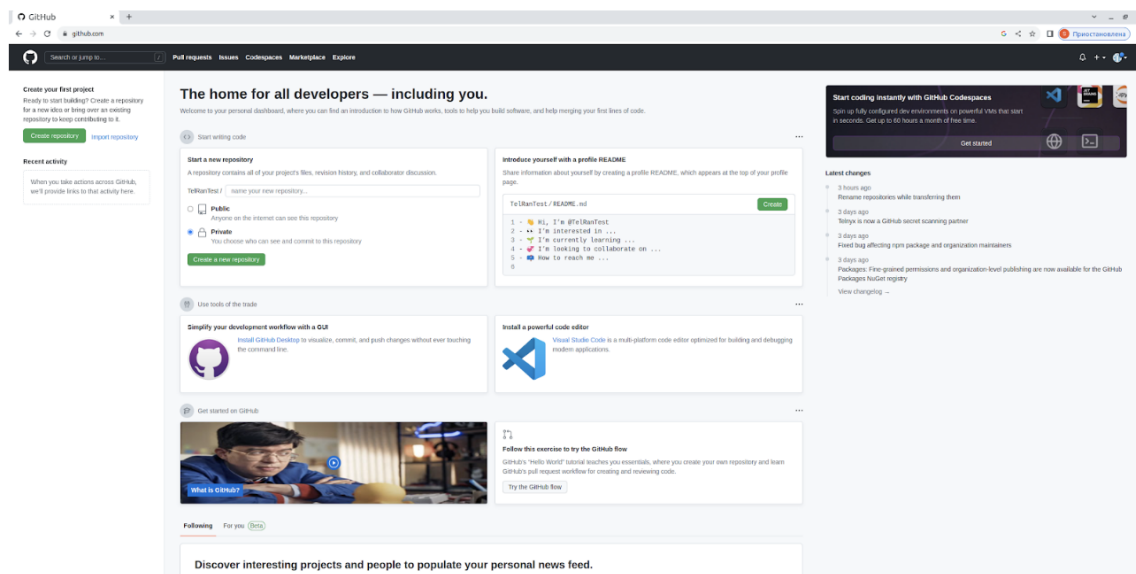 GitHub
github.com
Приостановлена
Search or jump to...
/
Pull requests Issues Codespaces Marketplace Explore
Create your first project
Ready to start building? Create a repository
for a new idea or bring over an existing
repository to keep contributing to it.
Create repository
Import repository
Recent activity
When you take actions across GitHub,
we'll provide links to that activity here.
The home for all developers — including you.
Welcome to your personal dashboard, where you can find an introduction to how GitHub works, tools to help you build software, and help merging your first lines of code.
Start writing code
Start a new repository
A repository contains all of your project's files, revision history, and collaborator discussion.
TelRanTest / name your new repository...
Public
Anyone on the internet can see this repository
Private
You choose who can see and commit to this repository
Create a new repository
Introduce yourself with a profile README
Share information about yourself by creating a profile README, which appears at the top of your profile
page.
TelRanTest/README.md
Create
1 - 👋 Hi, I'm @TelRanTest
2 - 👀 I'm interested in ...
3 - 🌱 I'm currently learning ...
4 - 💞️ I'm looking to collaborate on ...
5 - 📫 How to reach me ...
6
Use tools of the trade
Simplify your development workflow with a GUI
Install GitHub Desktop to visualize, commit, and push changes without ever touching
the command line.
Install a powerful code editor
Visual Studio Code is a multi-platform code editor optimized for building and debugging
modern applications.
Get started on GitHub
What is GitHub?
Follow this exercise to try the GitHub flow
GitHub's "Hello World" tutorial teaches you essentials, where you create your own repository and learn
GitHub's pull request workflow for creating and reviewing code.
Try the GitHub flow
Following For you Beta
Discover interesting projects and people to populate your personal news feed.
Start coding instantly with GitHub Codespaces
Spin up fully configured dev environments on powerful VMs that start
in seconds. Get up to 60 hours a month of free time.
Get started
Latest changes
3 hours ago
Rename repositories while transferring them
3 days ago
Telnyx is now a GitHub secret scanning partner
3 days ago
Fixed bug affecting npm package and organization maintainers
3 days ago
Packages: Fine-grained permissions and organization-level publishing are now available for the GitHub
Packages NuGet registry
View changelog →